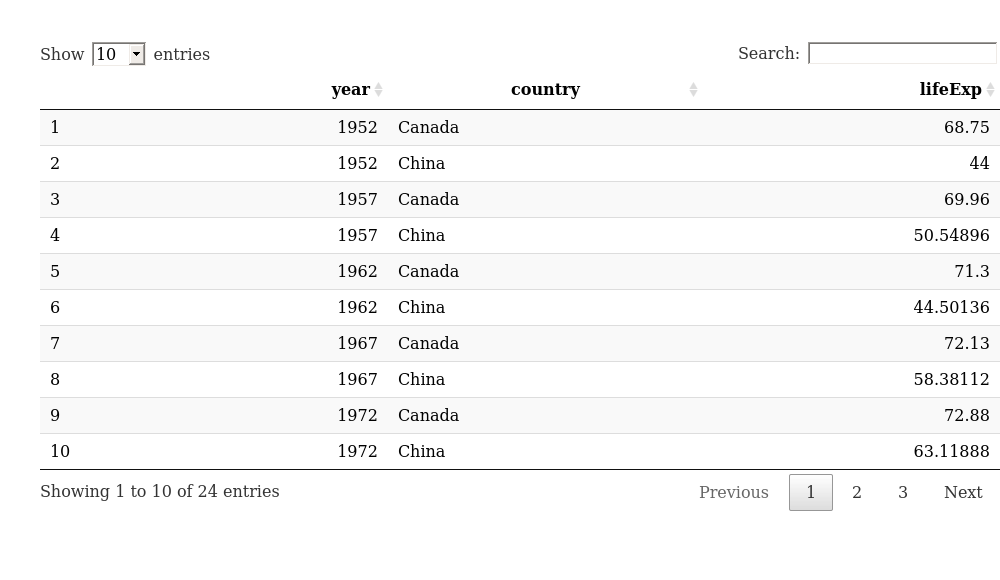 Show 10 entries Search:
year country lifeExp
1 1952 Canada 68.75
2 1952 China 44
3 1957 Canada 69.96
4 1957 China 50.54896
5 1962 Canada 71.3
6 1962 China 44.50136
7 1967 Canada 72.13
8 1967 China 58.38112
9 1972 Canada 72.88
10 1972 China 63.11888
Showing 1 to 10 of 24 entries Previous 1 2 3 Next